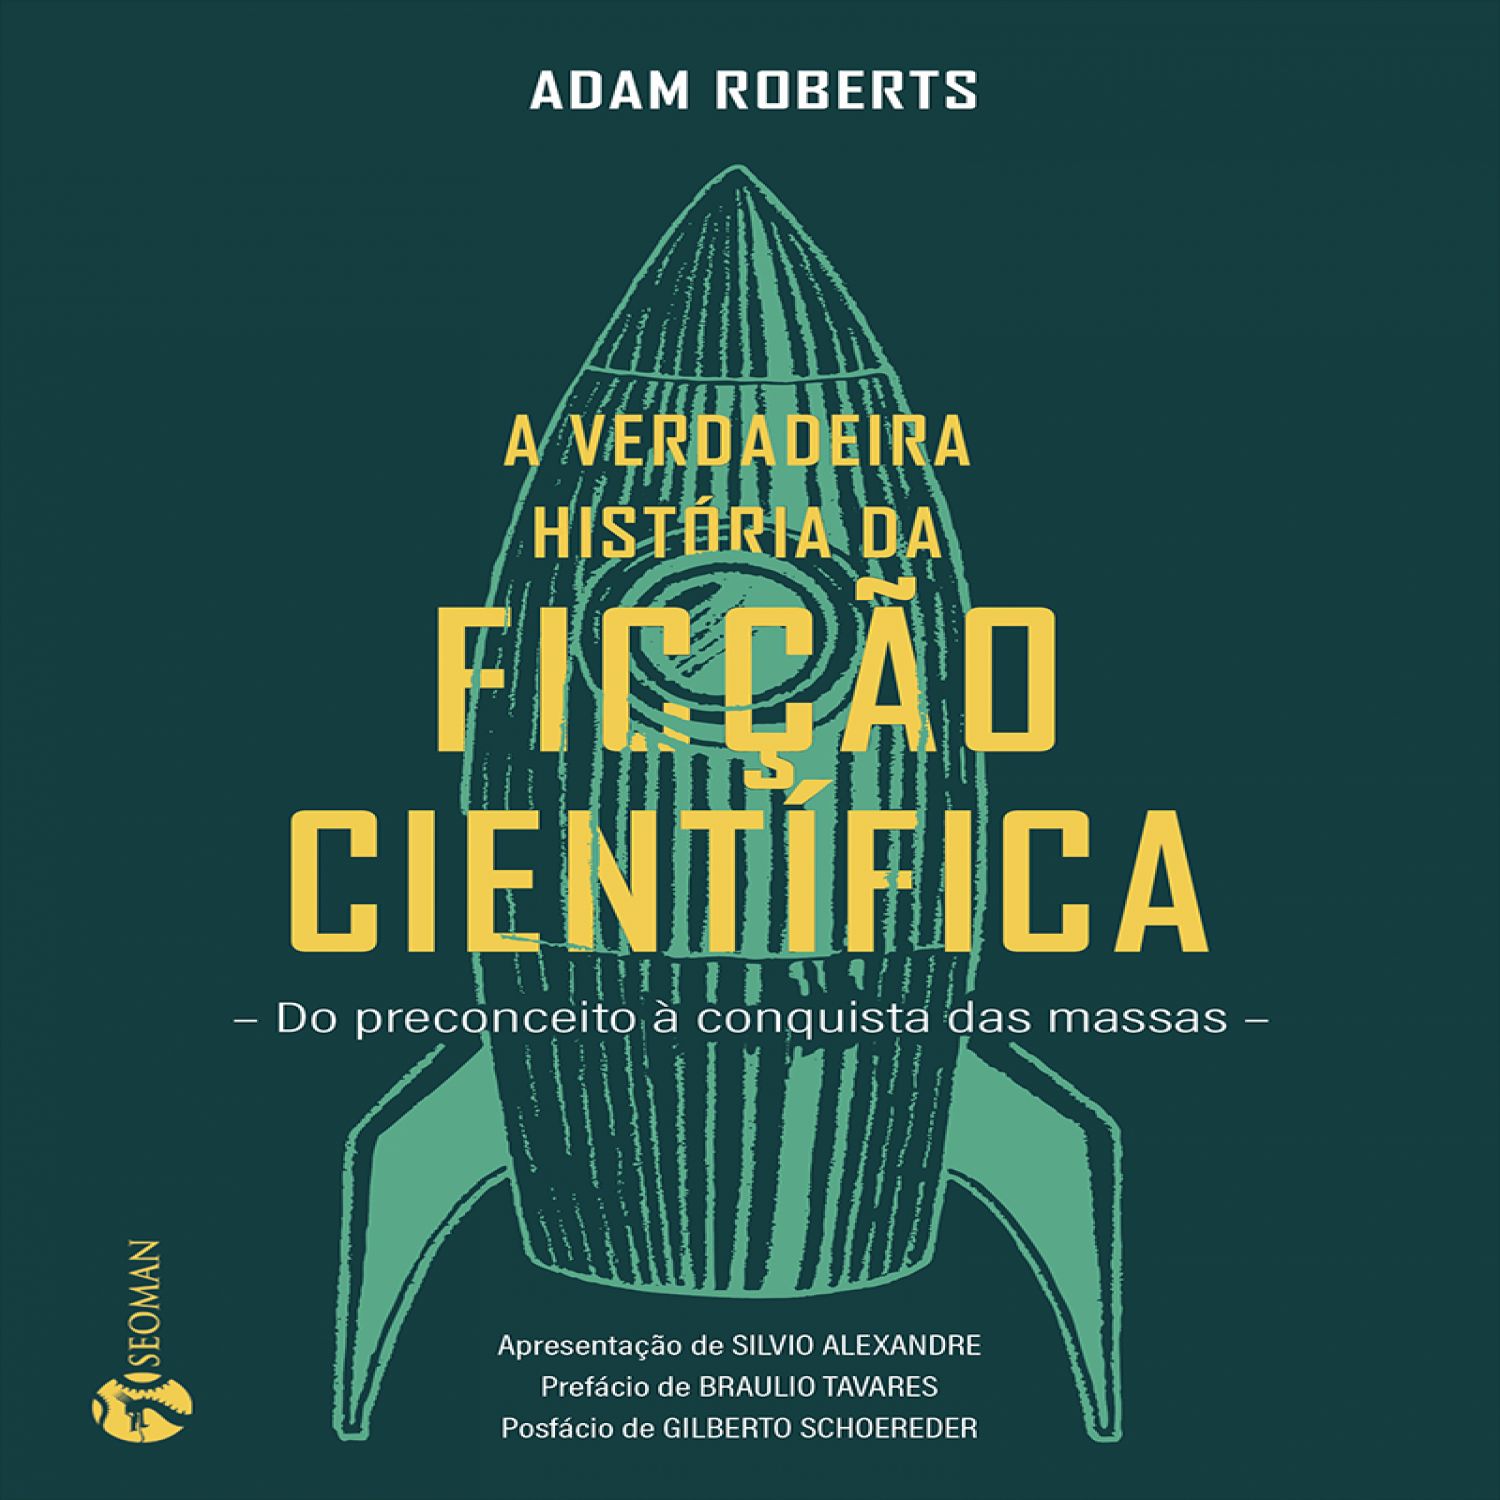 ADAM ROBERTS
A VERDADEIRA
HISTÓRIA DA
FICÇÃO
CIENTÍFICA
– Do preconceito à conquista das massas –
SEOMAN
Apresentação de SILVIO ALEXANDRE
Prefácio de BRAULIO TAVARES
Posfácio de GILBERTO SCHOEREDER